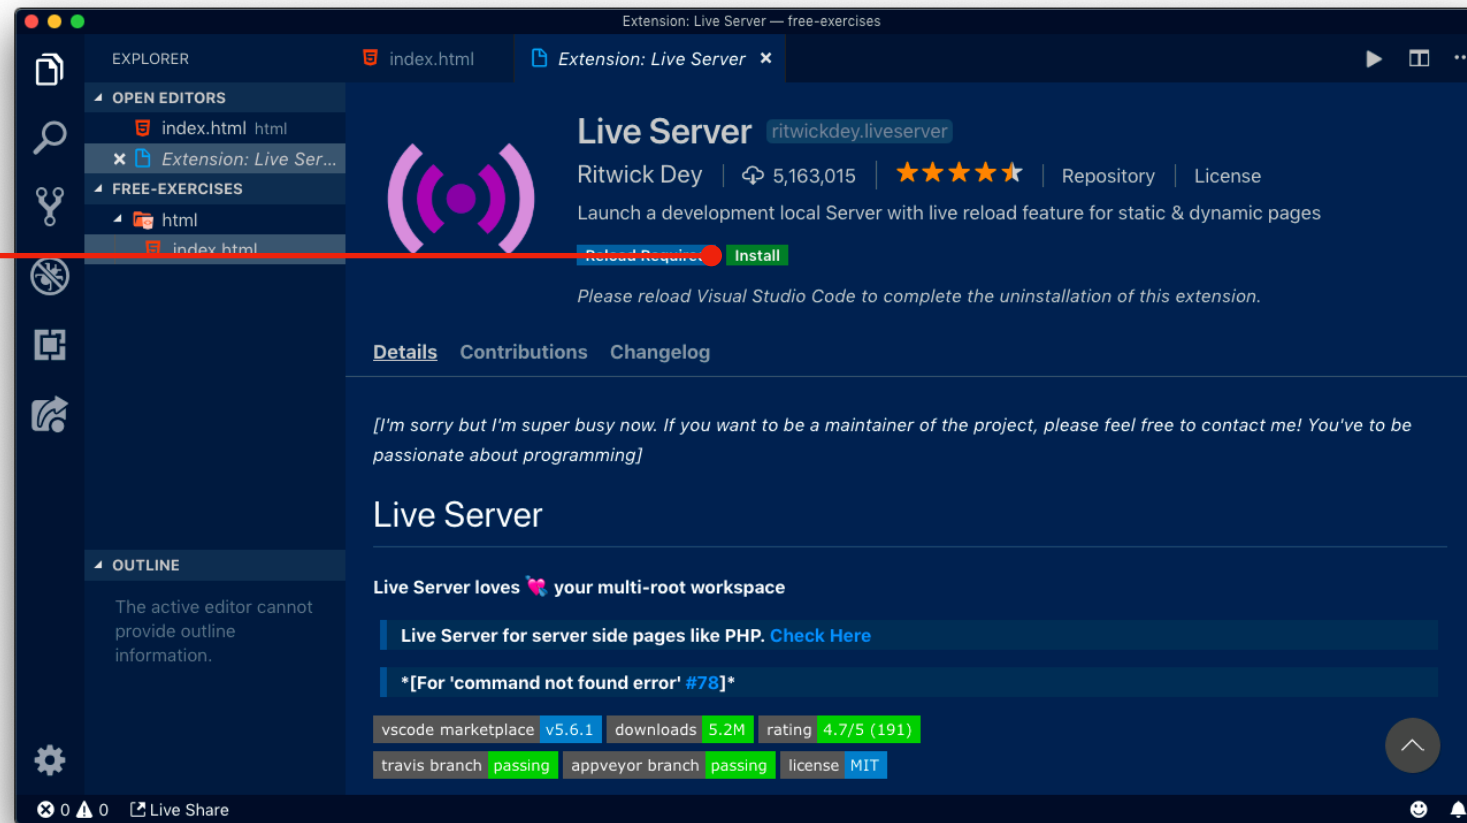 Extension: Live Server — free-exercises
EXPLORER
index.html
Extension: Live Server
OPEN EDITORS
index.html html
Extension: Live Ser...
FREE-EXERCISES
html
index.html
Live Server ritwickdey.liveserver
Ritwick Dey 5,163,015 Repository License
Launch a development local Server with live reload feature for static & dynamic pages
Reload Required Install
Please reload Visual Studio Code to complete the uninstallation of this extension.
Details Contributions Changelog
[I'm sorry but I'm super busy now. If you want to be a maintainer of the project, please feel free to contact me! You've to be
passionate about programming]
Live Server
Live Server loves 💘 your multi-root workspace
Live Server for server side pages like PHP. Check Here
*[For 'command not found error' #78]*
vscode marketplace v5.6.1 downloads 5.2M rating 4.7/5 (191)
travis branch passing appveyor branch passing license MIT
OUTLINE
The active editor cannot
provide outline
information.
0 0 Live Share